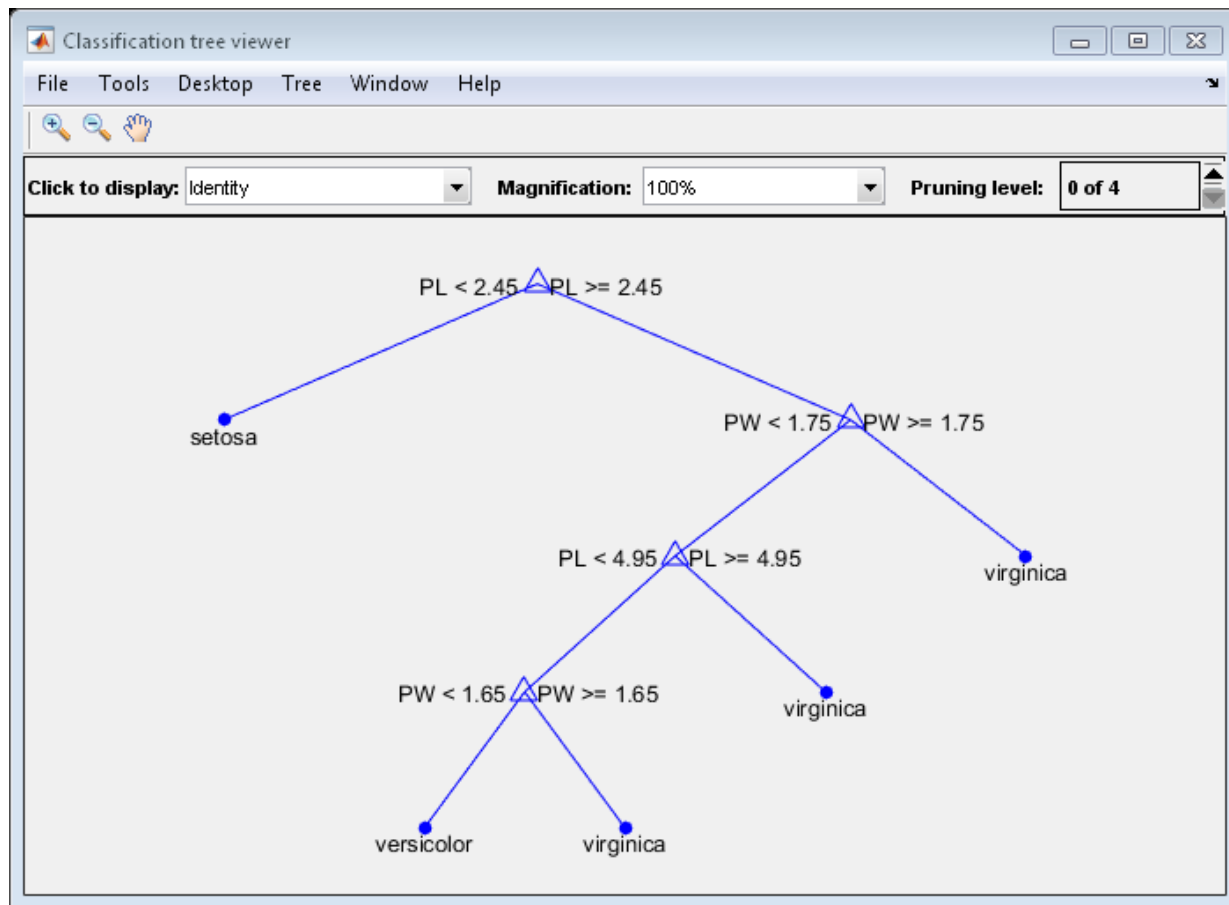 Classification tree viewer
File Tools Desktop Tree Window Help
Click to display: Identity Magnification: 100% Pruning level: 0 of 4
PL < 2.45 PL >= 2.45
setosa
PW < 1.75 PW >= 1.75
PL < 4.95 PL >= 4.95
virginica
PW < 1.65 PW >= 1.65
virginica
versicolor virginica